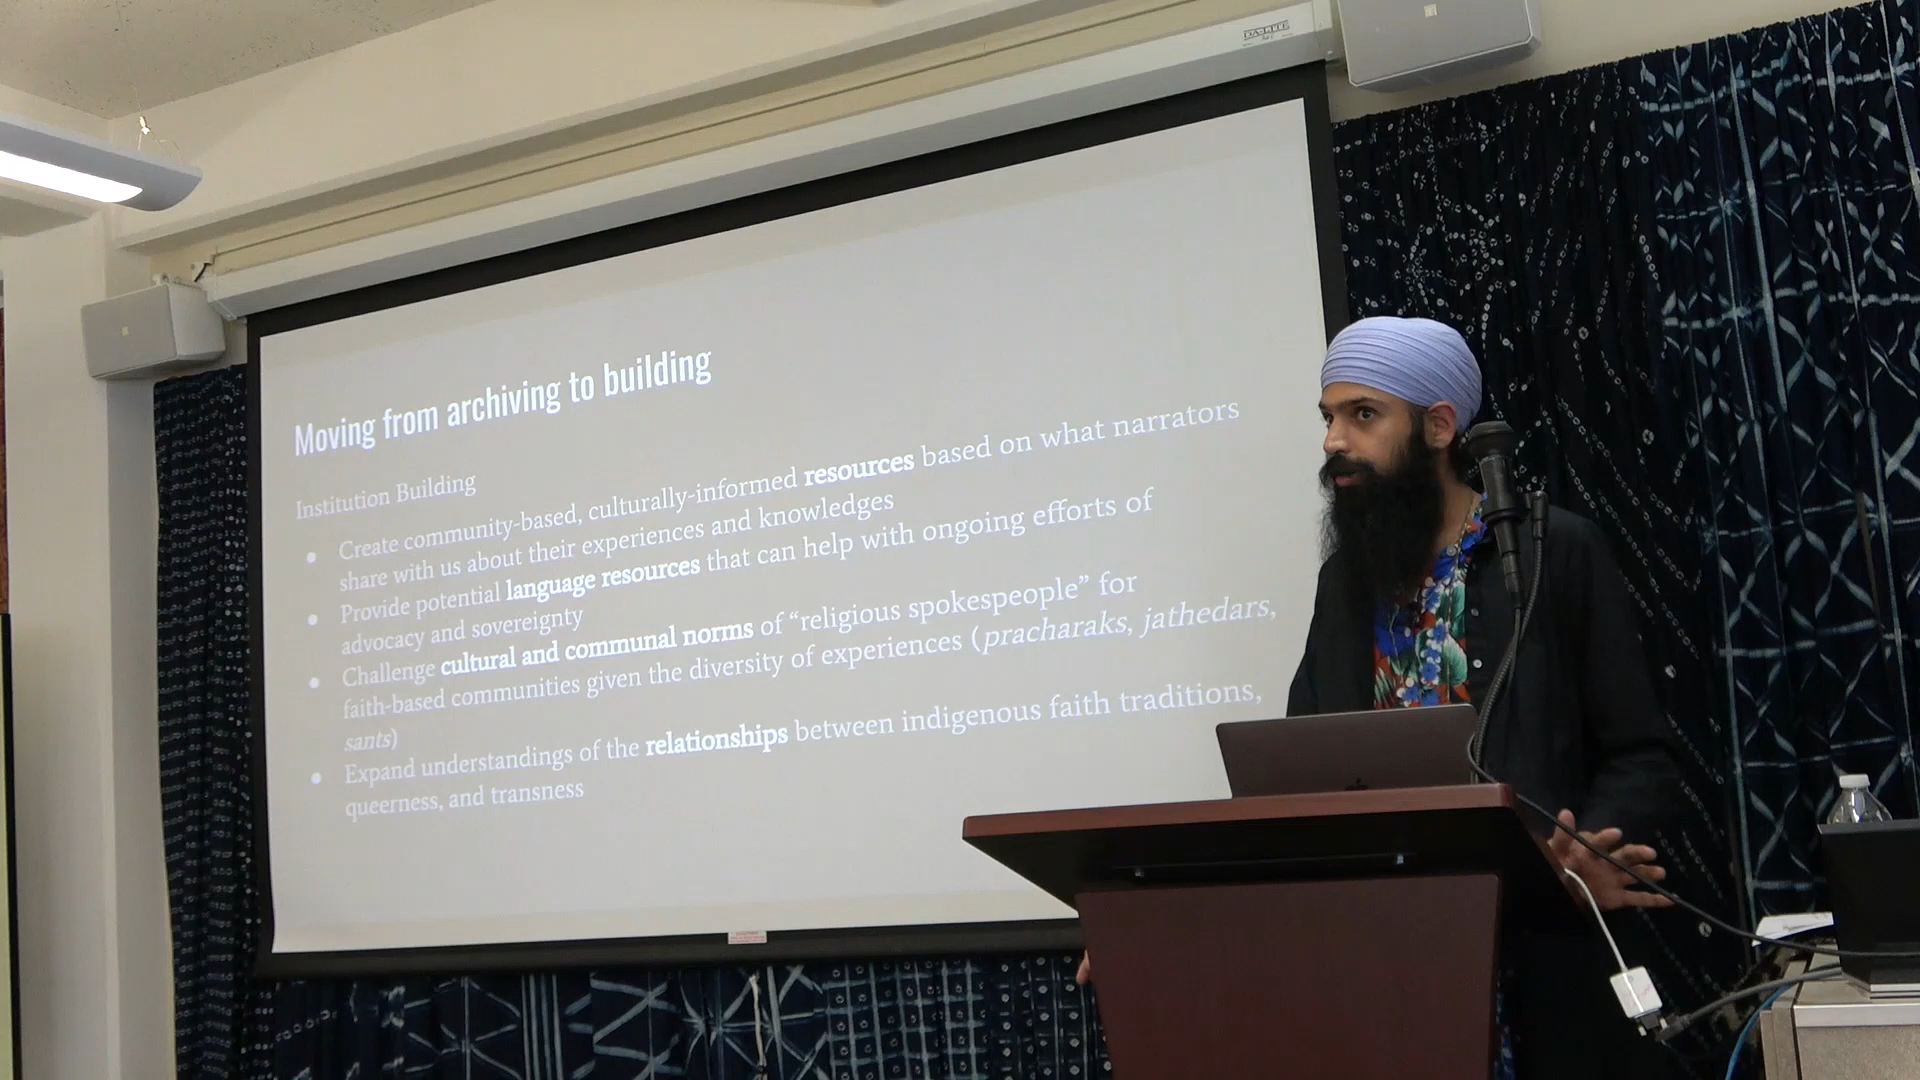 DA-LITE
Moving from archiving to building
Institution Building
● Create community-based, culturally-informed resources based on what narrators
share with us about their experiences and knowledges
● Provide potential language resources that can help with ongoing efforts of
advocacy and sovereignty
● Challenge cultural and communal norms of “religious spokespeople” for
faith-based communities given the diversity of experiences (pracharaks, jathedars,
sants)
● Expand understandings of the relationships between indigenous faith traditions,
queerness, and transness